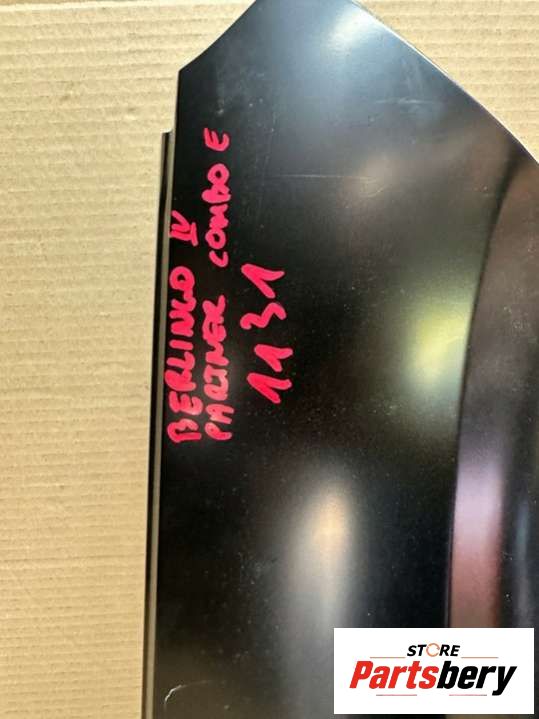 BERLINGO IV
PARTNER COMBO E
1131
STORE
Partsbery